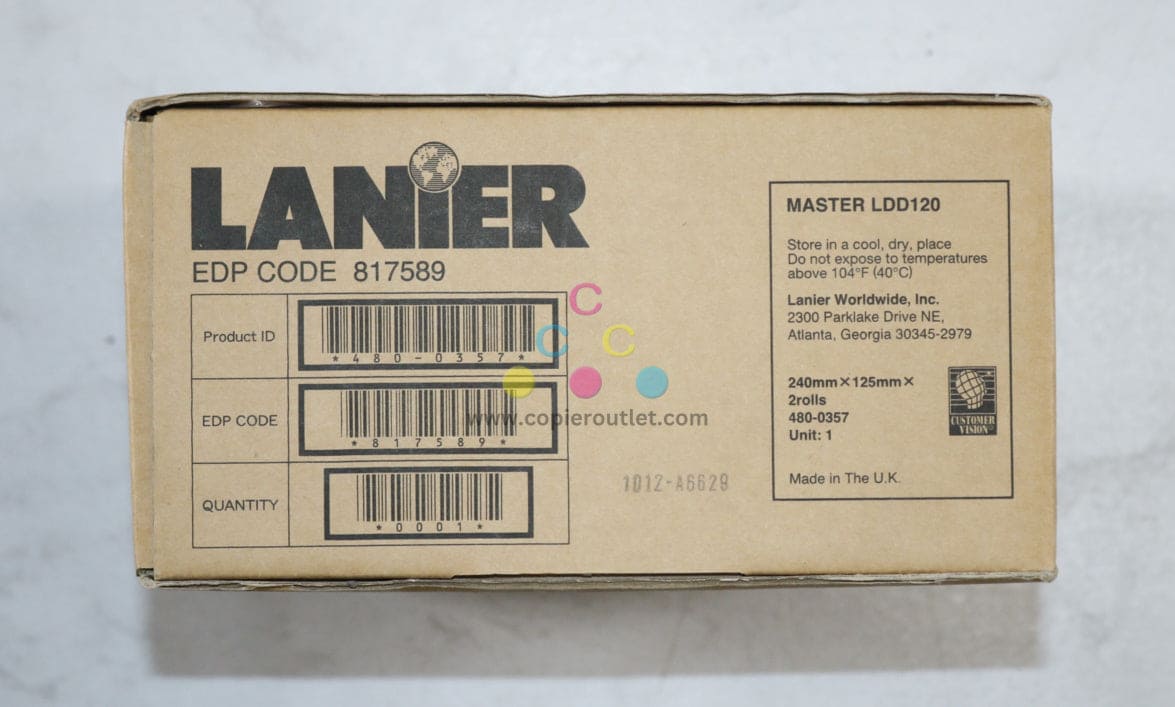 LANiER
EDP CODE 817589
Product ID
*480-0357*
EDP CODE
*817589*
QUANTITY
*0001*
MASTER LDD120
Store in a cool, dry, place
Do not expose to temperatures
above 104°F (40°C)
Lanier Worldwide, Inc.
2300 Parklake Drive NE,
Atlanta, Georgia 30345-2979
240mm×125mm×
2rolls
480-0357
Unit: 1
CUSTOMER
VISION
Made in The U.K.
1012-A6629
C
C C
www.copieroutlet.com